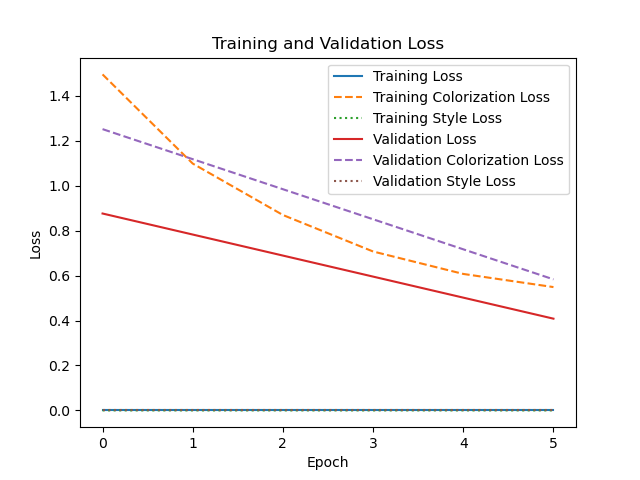 Training and Validation Loss
Training Loss
Training Colorization Loss
Training Style Loss
Validation Loss
Validation Colorization Loss
Validation Style Loss
1.4
1.2
1.0
0.8
0.6
0.4
0.2
0.0
Loss
0 1 2 3 4 5
Epoch